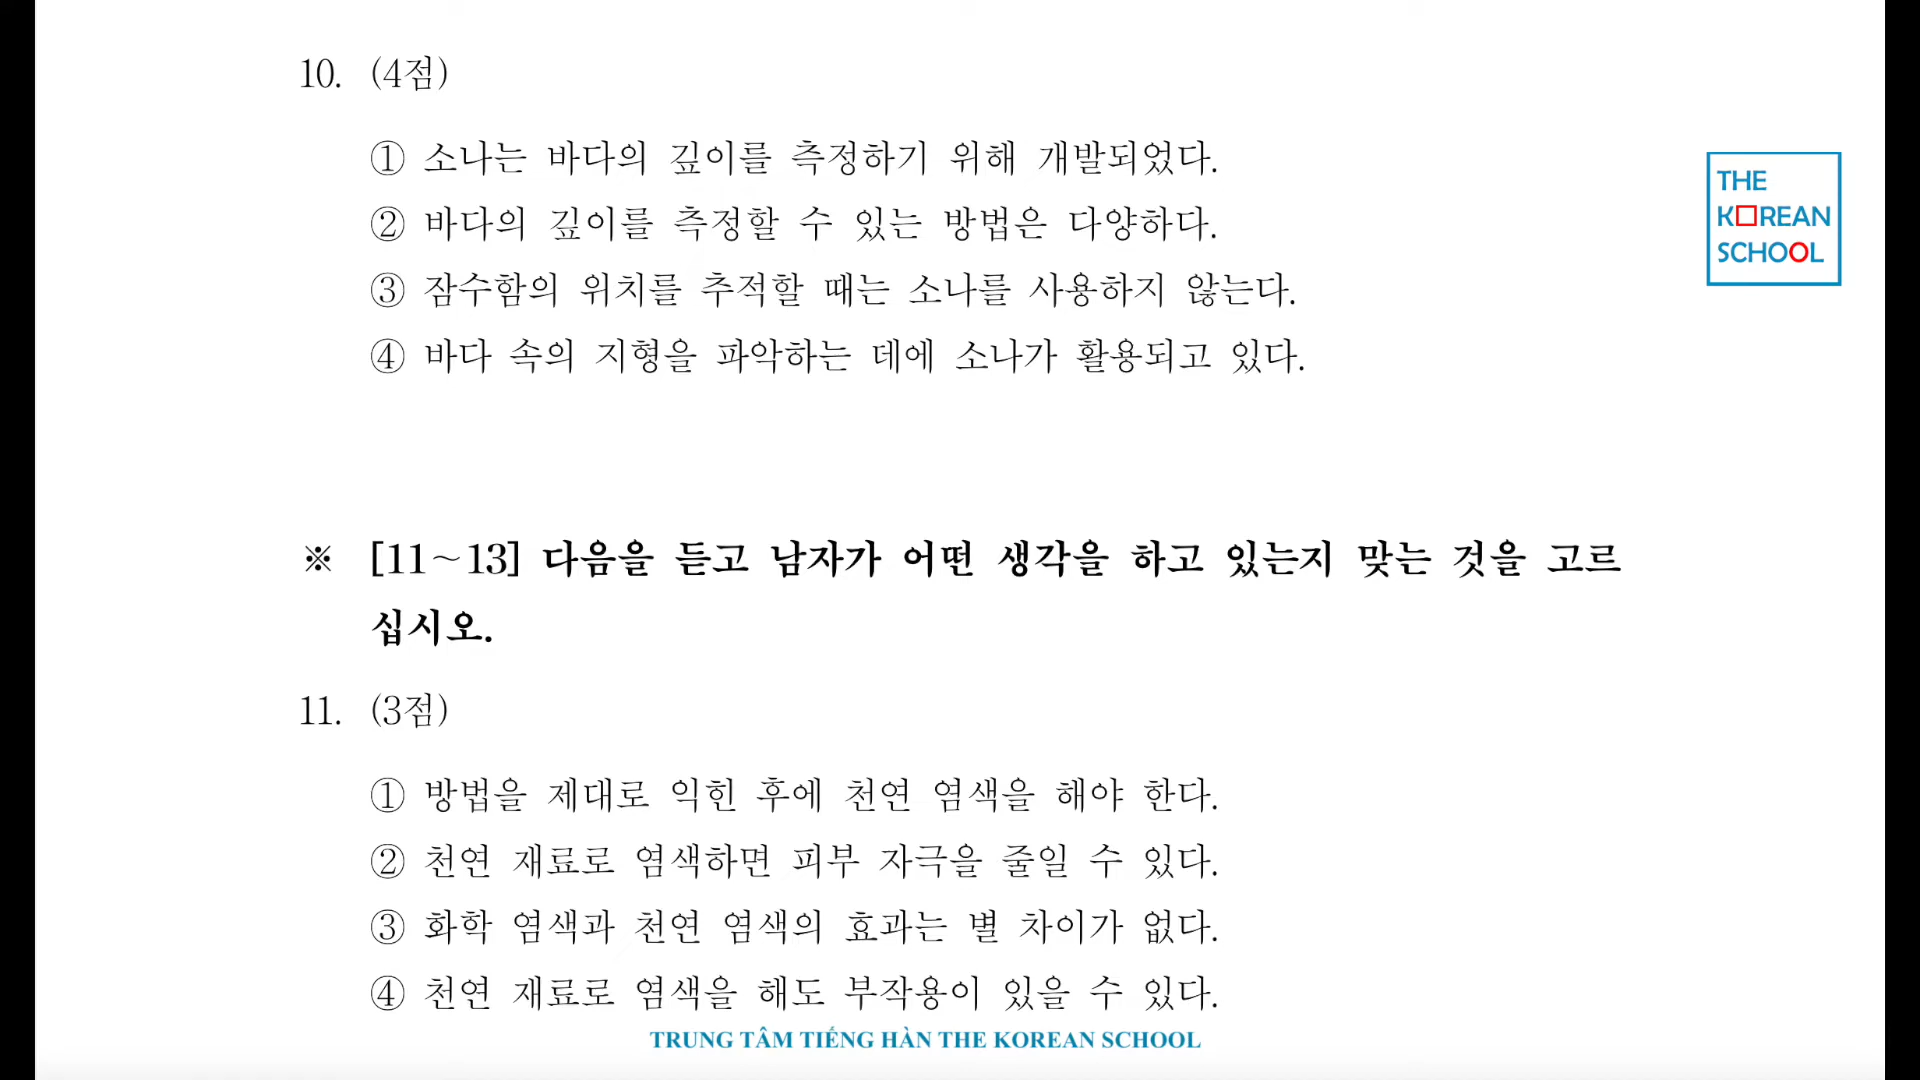 10. (4점)
① 소나는 바다의 깊이를 측정하기 위해 개발되었다.
② 바다의 깊이를 측정할 수 있는 방법은 다양하다.
③ 잠수함의 위치를 추적할 때는 소나를 사용하지 않는다.
④ 바다 속의 지형을 파악하는 데에 소나가 활용되고 있다.
THE
KOREAN
SCHOOL
※ [11~13] 다음을 듣고 남자가 어떤 생각을 하고 있는지 맞는 것을 고르
십시오.
11. (3점)
① 방법을 제대로 익힌 후에 천연 염색을 해야 한다.
② 천연 재료로 염색하면 피부 자극을 줄일 수 있다.
③ 화학 염색과 천연 염색의 효과는 별 차이가 없다.
④ 천연 재료로 염색을 해도 부작용이 있을 수 있다.
TRUNG TÂM TIẾNG HÀN THE KOREAN SCHOOL